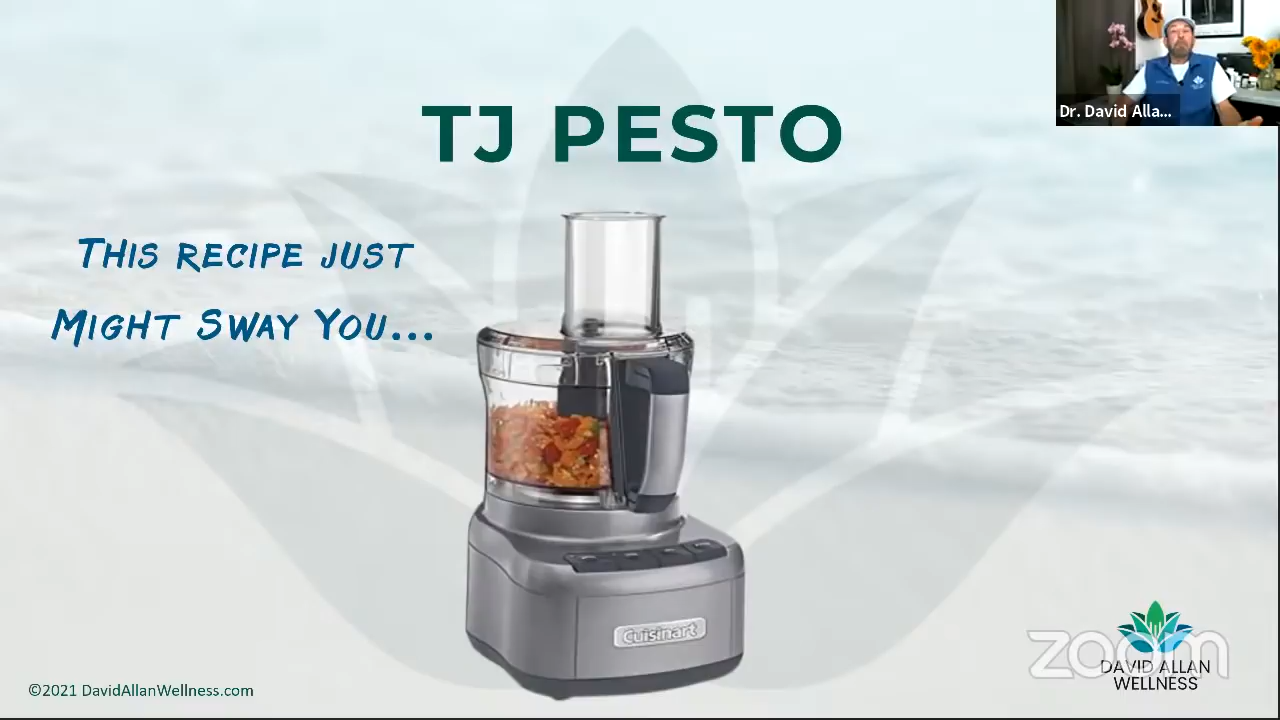 Dr. David Alla...
TJ PESTO
THIS RECIPE JUST
MIGHT SWAY YOU...
Cuisinart
zoom
DAVID ALLAN
WELLNESS
©2021 DavidAllanWellness.com